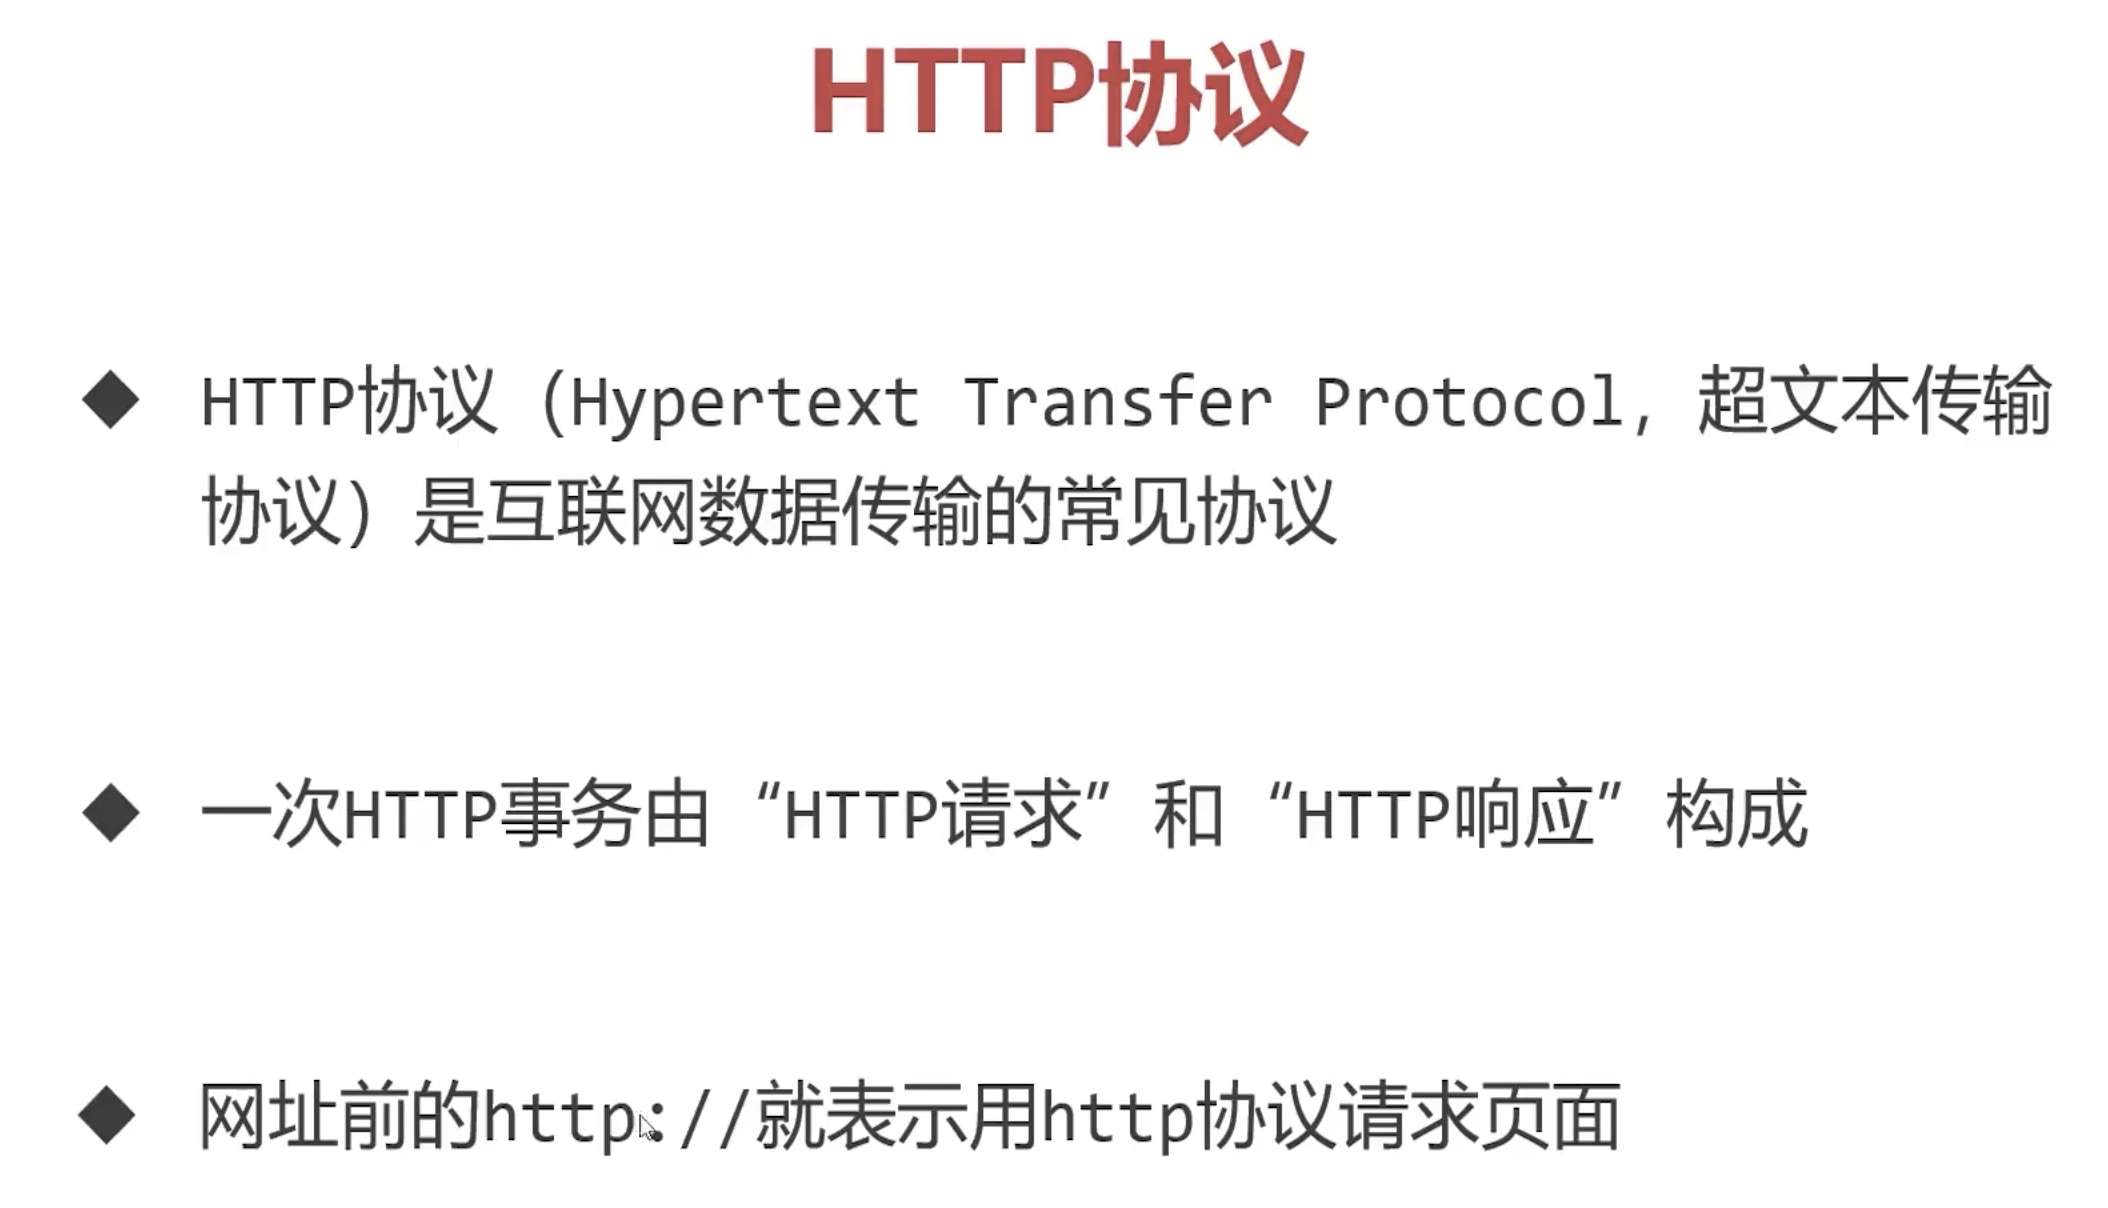 HTTP协议
◆ HTTP协议（Hypertext Transfer Protocol，超文本传输
协议）是互联网数据传输的常见协议
◆ 一次HTTP事务由“HTTP请求”和“HTTP响应”构成
◆ 网址前的http://就表示用http协议请求页面